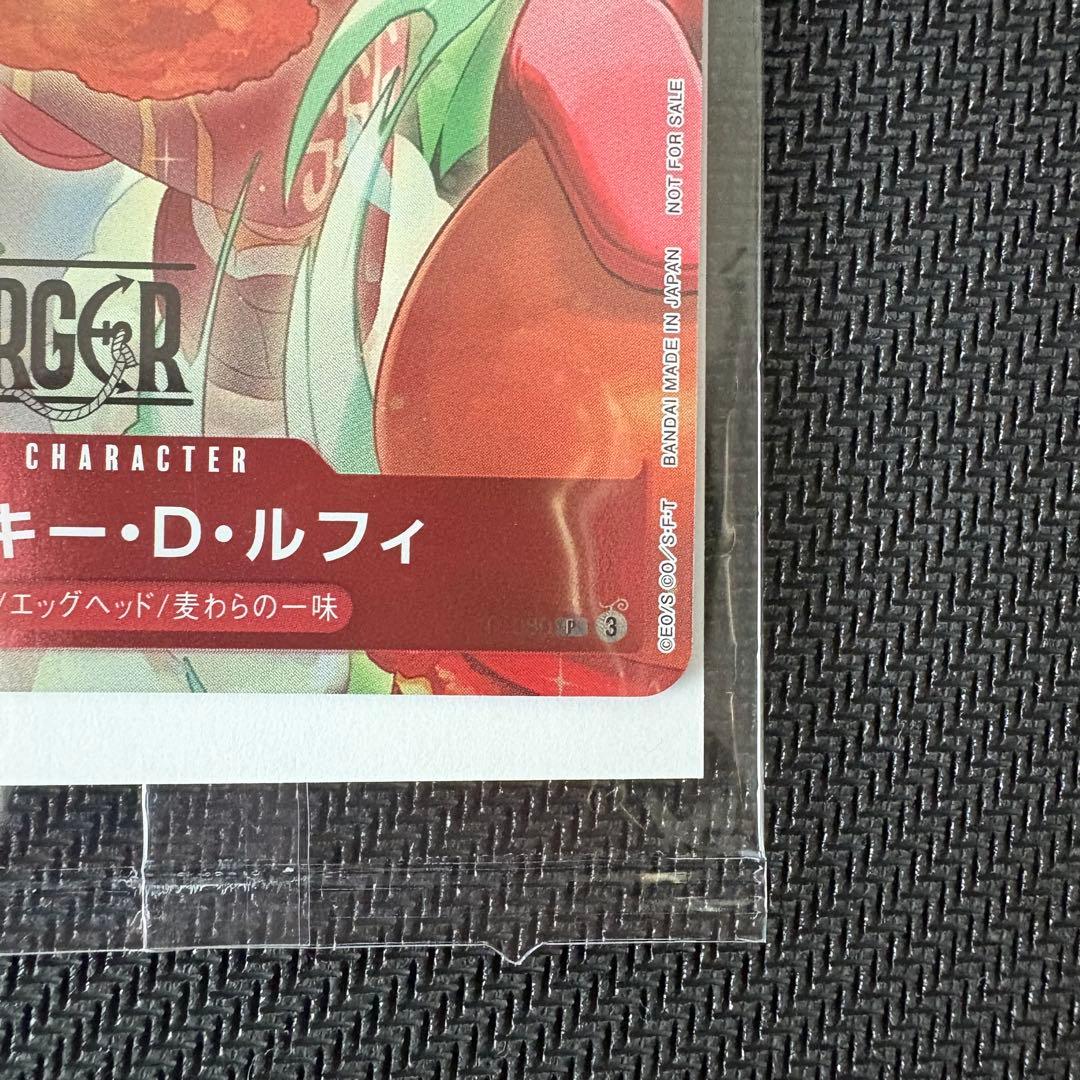 RGER
CHARACTER
キー・D・ルフィ
/エッグヘッド/麦わらの一味
P 3
©EO/S ©O/S・F・T BANDAI MADE IN JAPAN NOT FOR SALE